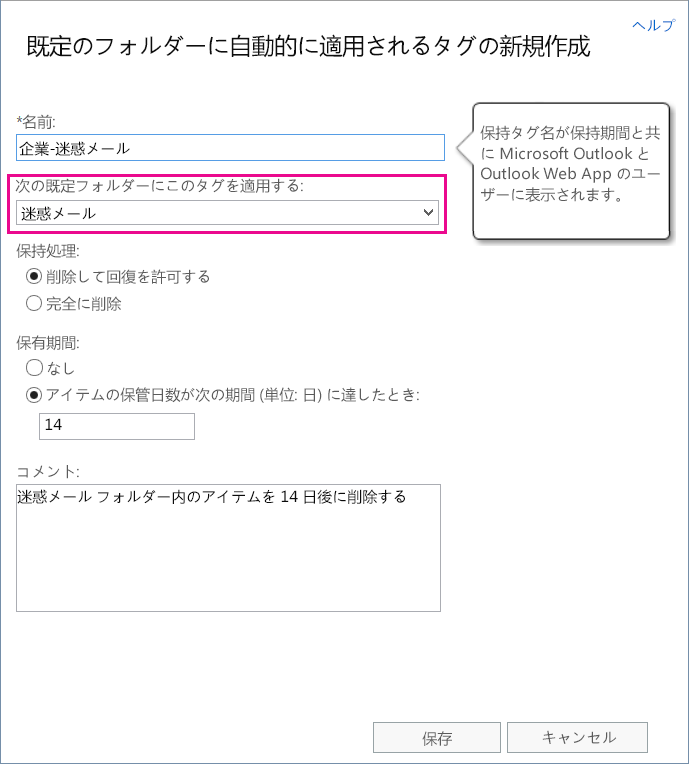 ヘルプ
既定のフォルダーに自動的に適用されるタグの新規作成
*名前:
企業-迷惑メール
保持タグ名が保持期間と共
に Microsoft Outlook と
Outlook Web App のユー
ザーに表示されます。
次の既定フォルダーにこのタグを適用する:
迷惑メール
保持処理:
削除して回復を許可する
完全に削除
保有期間:
なし
アイテムの保管日数が次の期間 (単位: 日) に達したとき:
14
コメント:
迷惑メール フォルダー内のアイテムを 14 日後に削除する
保存
キャンセル